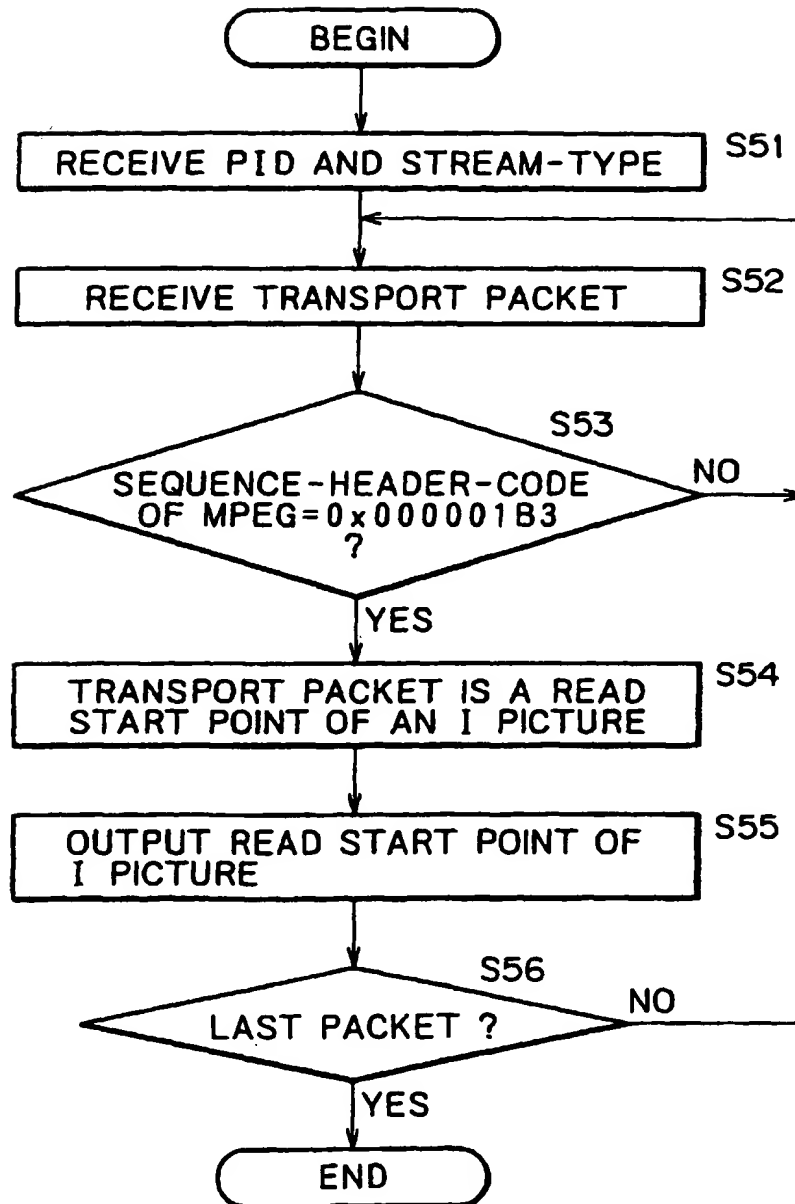 BEGIN
RECEIVE PID AND STREAM-TYPE
S51
RECEIVE TRANSPORT PACKET
S52
S53
SEQUENCE-HEADER-CODE
OF MPEG=0x000001B3
?
NO
YES
TRANSPORT PACKET IS A READ
START POINT OF AN I PICTURE
S54
OUTPUT READ START POINT OF
I PICTURE
S55
S56
LAST PACKET ?
NO
YES
END